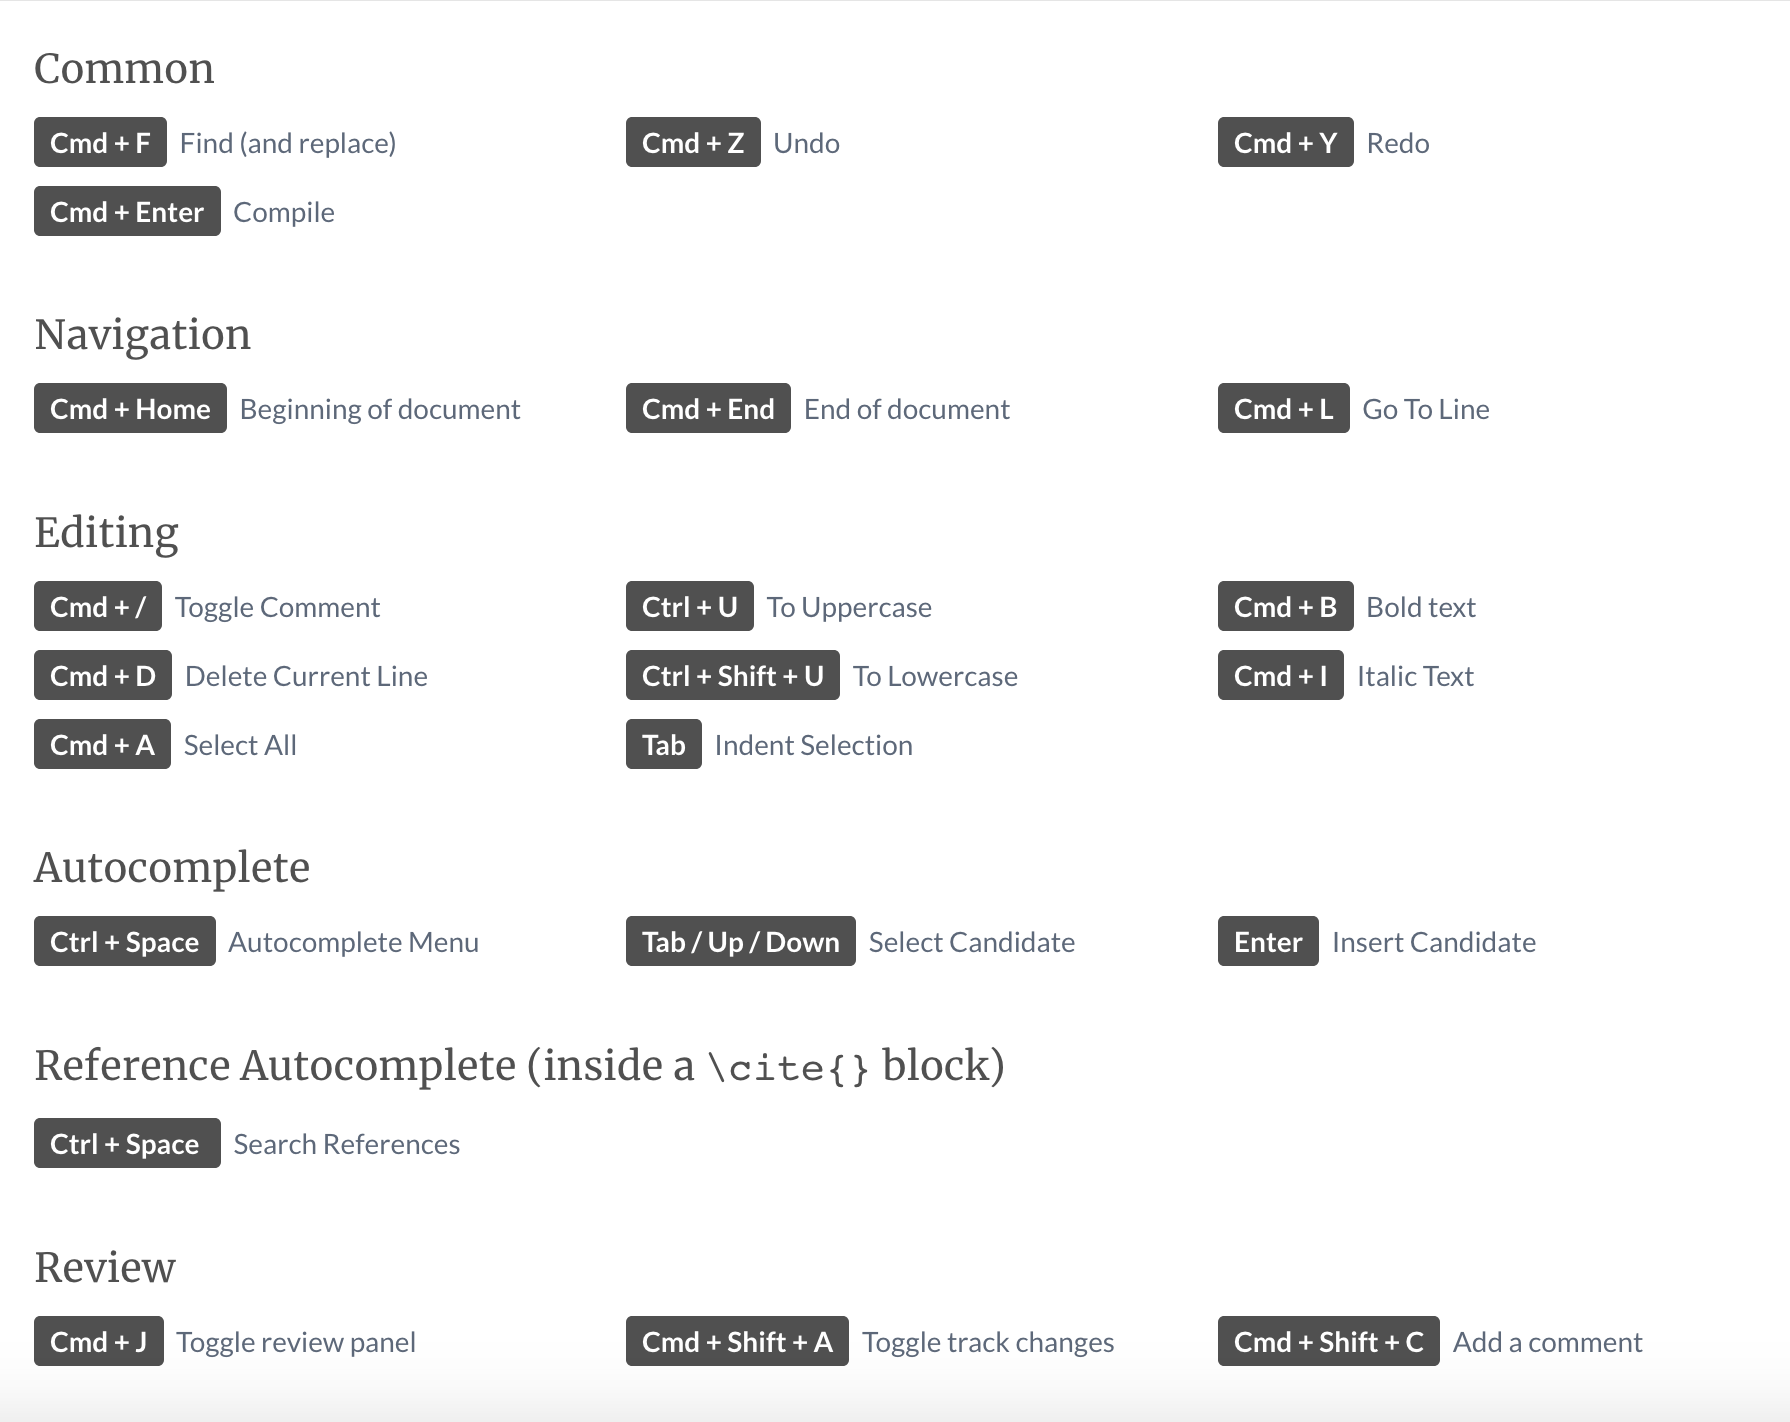 Common
Cmd + F Find (and replace) Cmd + Z Undo Cmd + Y Redo
Cmd + Enter Compile
Navigation
Cmd + Home Beginning of document Cmd + End End of document Cmd + L Go To Line
Editing
Cmd + / Toggle Comment Ctrl + U To Uppercase Cmd + B Bold text
Cmd + D Delete Current Line Ctrl + Shift + U To Lowercase Cmd + I Italic Text
Cmd + A Select All Tab Indent Selection
Autocomplete
Ctrl + Space Autocomplete Menu Tab / Up / Down Select Candidate Enter Insert Candidate
Reference Autocomplete (inside a \cite{} block)
Ctrl + Space Search References
Review
Cmd + J Toggle review panel Cmd + Shift + A Toggle track changes Cmd + Shift + C Add a comment